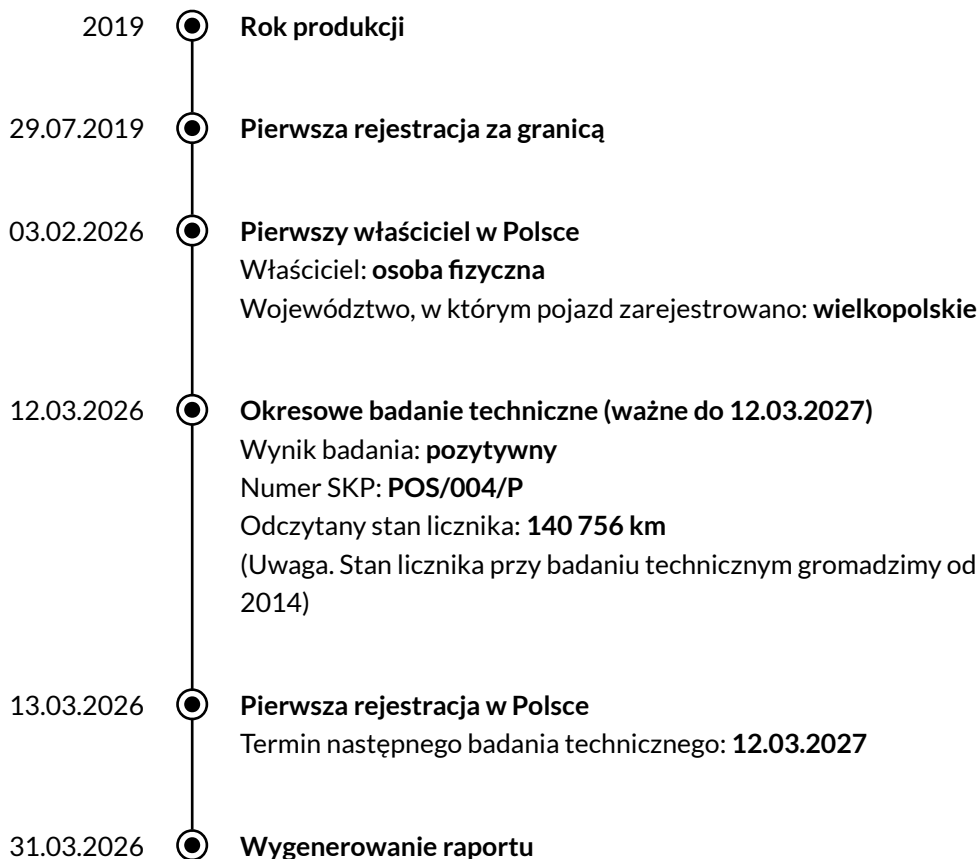 2019 Rok produkcji
29.07.2019 Pierwsza rejestracja za granicą
03.02.2026 Pierwszy właściciel w Polsce
Właściciel: osoba fizyczna
Województwo, w którym pojazd zarejestrowano: wielkopolskie
12.03.2026 Okresowe badanie techniczne (ważne do 12.03.2027)
Wynik badania: pozytywny
Numer SKP: POS/004/P
Odczytany stan licznika: 140 756 km
(Uwaga. Stan licznika przy badaniu technicznym gromadzimy od
2014)
13.03.2026 Pierwsza rejestracja w Polsce
Termin następnego badania technicznego: 12.03.2027
31.03.2026 Wygenerowanie raportu